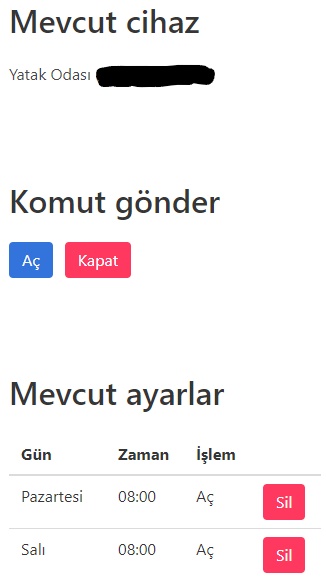 Mevcut cihaz
Yatak Odası
Komut gönder
Aç Kapat
Mevcut ayarlar
Gün Zaman İşlem
Pazartesi 08:00 Aç Sil
Salı 08:00 Aç Sil